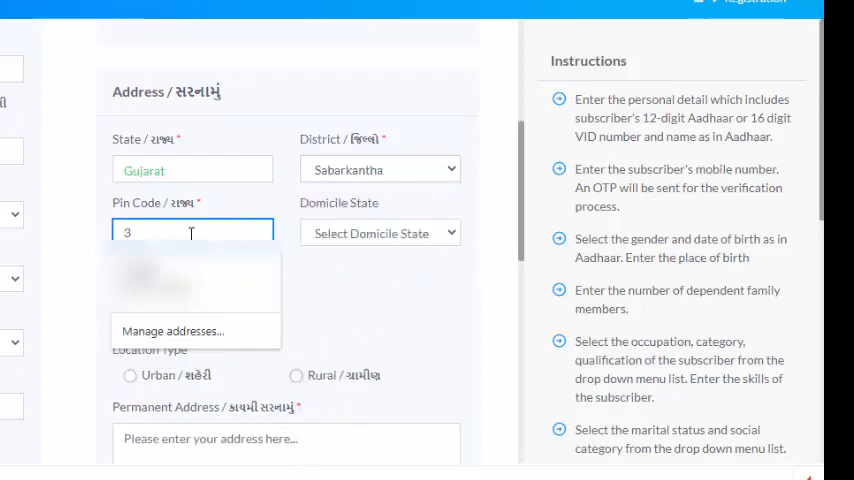 Registration
Instructions
Address / સરનામું
State / રાજ્ય *
District / જિલ્લો *
Gujarat
Sabarkantha
Pin Code / રાજ્ય *
Domicile State
3
Select Domicile State
Manage addresses...
Location Type
Urban / શહેરી
Rural / ગ્રામીણ
Permanent Address / કાયમી સરનામું *
Please enter your address here...
Enter the personal detail which includes
subscriber's 12-digit Aadhaar or 16 digit
VID number and name as in Aadhaar.
Enter the subscriber's mobile number.
An OTP will be sent for the verification
process.
Select the gender and date of birth as in
Aadhaar. Enter the place of birth
Enter the number of dependent family
members.
Select the occupation, category,
qualification of the subscriber from the
drop down menu list. Enter the skills of
the subscriber.
Select the marital status and social
category from the drop down menu list.